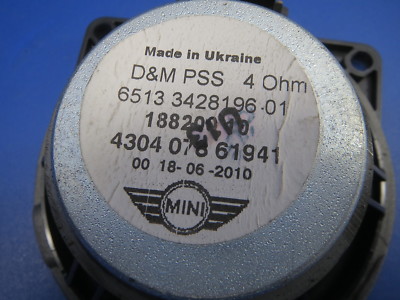 Made in Ukraine
D&M PSS 4 Ohm
6513 3428196-01
4304 078 61941
00 18-06-2010
MINI